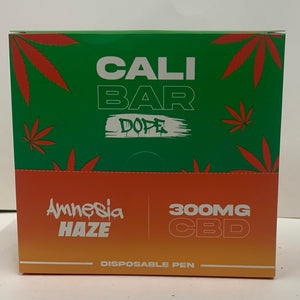 CALI
BAR
DOPE
Amnesia
HAZE
300MG
CBD
DISPOSABLE PEN